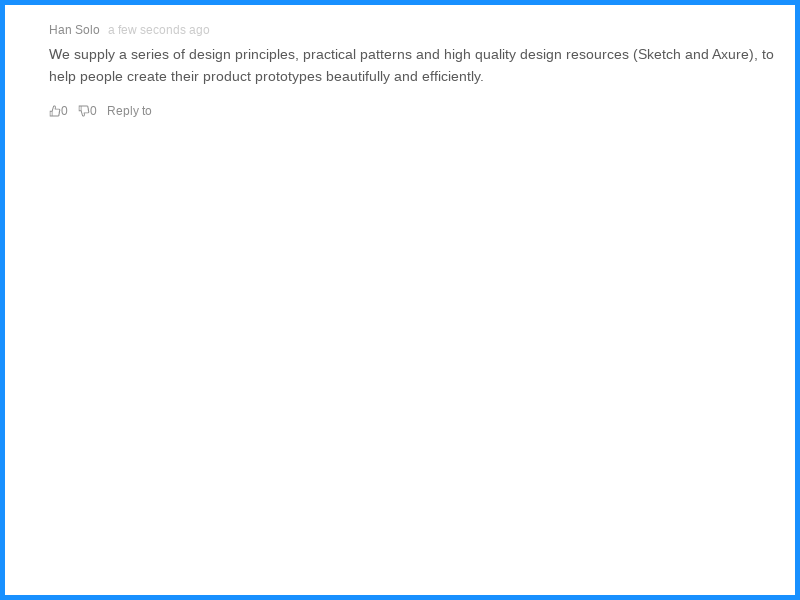 Han Solo a few seconds ago
We supply a series of design principles, practical patterns and high quality design resources (Sketch and Axure), to
help people create their product prototypes beautifully and efficiently.
0 0 Reply to